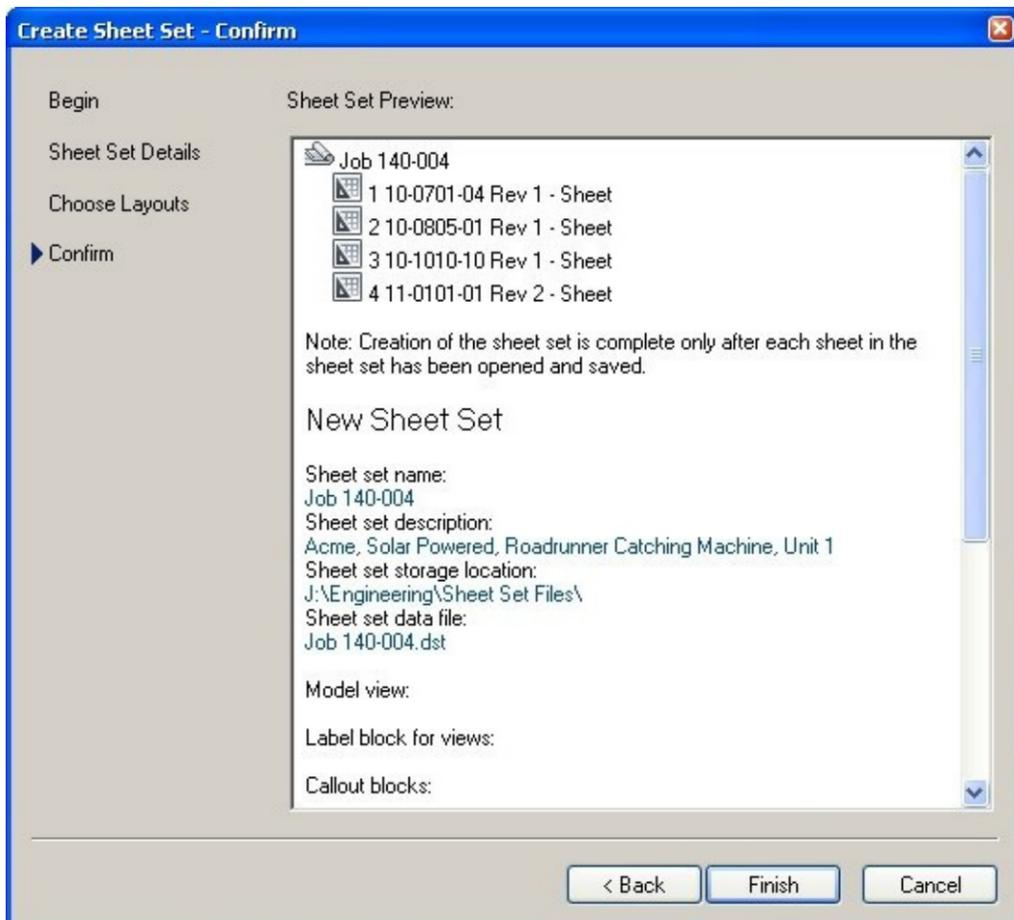 Create Sheet Set - Confirm
Begin
Sheet Set Details
Choose Layouts
Confirm
Sheet Set Preview:
Job 140-004
1 10-0701-04 Rev 1 - Sheet
2 10-0805-01 Rev 1 - Sheet
3 10-1010-10 Rev 1 - Sheet
4 11-0101-01 Rev 2 - Sheet
Note: Creation of the sheet set is complete only after each sheet in the
sheet set has been opened and saved.
New Sheet Set
Sheet set name:
Job 140-004
Sheet set description:
Acme, Solar Powered, Roadrunner Catching Machine, Unit 1
Sheet set storage location:
J:\Engineering\Sheet Set Files\
Sheet set data file:
Job 140-004.dst
Model view:
Label block for views:
Callout blocks:
< Back
Finish
Cancel